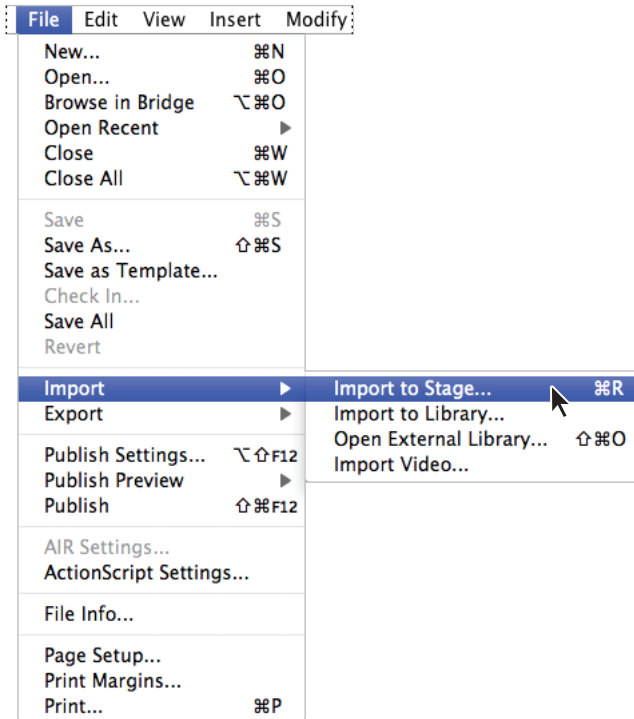 File Edit View Insert Modify
New... ⌘N
Open... ⌘O
Browse in Bridge ⌥⌘O
Open Recent ▶
Close ⌘W
Close All ⌥⌘W
Save ⌘S
Save As... ⇧⌘S
Save as Template...
Check In...
Save All
Revert
Import ▶ Import to Stage... ⌘R
Export ▶ Import to Library...
Open External Library... ⇧⌘O
Publish Settings... ⌥⇧F12 Import Video...
Publish Preview ▶
Publish ⇧⌘F12
AIR Settings...
ActionScript Settings...
File Info...
Page Setup...
Print Margins...
Print... ⌘P